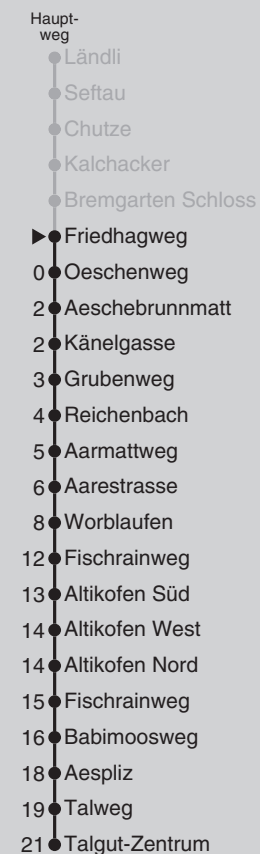 Haupt-
weg
Ländli
Seftau
Chutze
Kalchacker
Bremgarten Schloss
Friedhagweg
0 Oeschenweg
2 Aeschebrunnmatt
2 Känelgasse
3 Grubenweg
4 Reichenbach
5 Aarmattweg
6 Aarestrasse
8 Worblaufen
12 Fischrainweg
13 Altikofen Süd
14 Altikofen West
14 Altikofen Nord
15 Fischrainweg
16 Babimoosweg
18 Aespliz
19 Talweg
21 Talgut-Zentrum